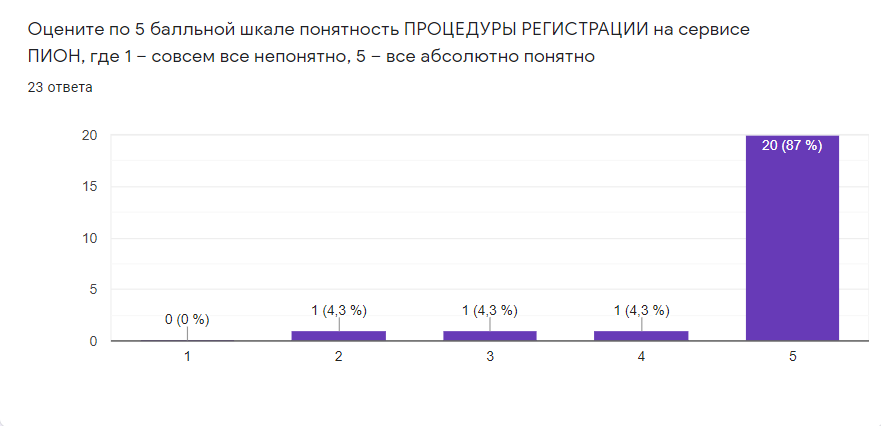 Оцените по 5 балльной шкале понятность ПРОЦЕДУРЫ РЕГИСТРАЦИИ на сервисе
ПИОН, где 1 – совсем все непонятно, 5 – все абсолютно понятно
23 ответа
20
15
10
5
0
0 (0 %)
1 (4,3 %)
1 (4,3 %)
1 (4,3 %)
20 (87 %)
1
2
3
4
5